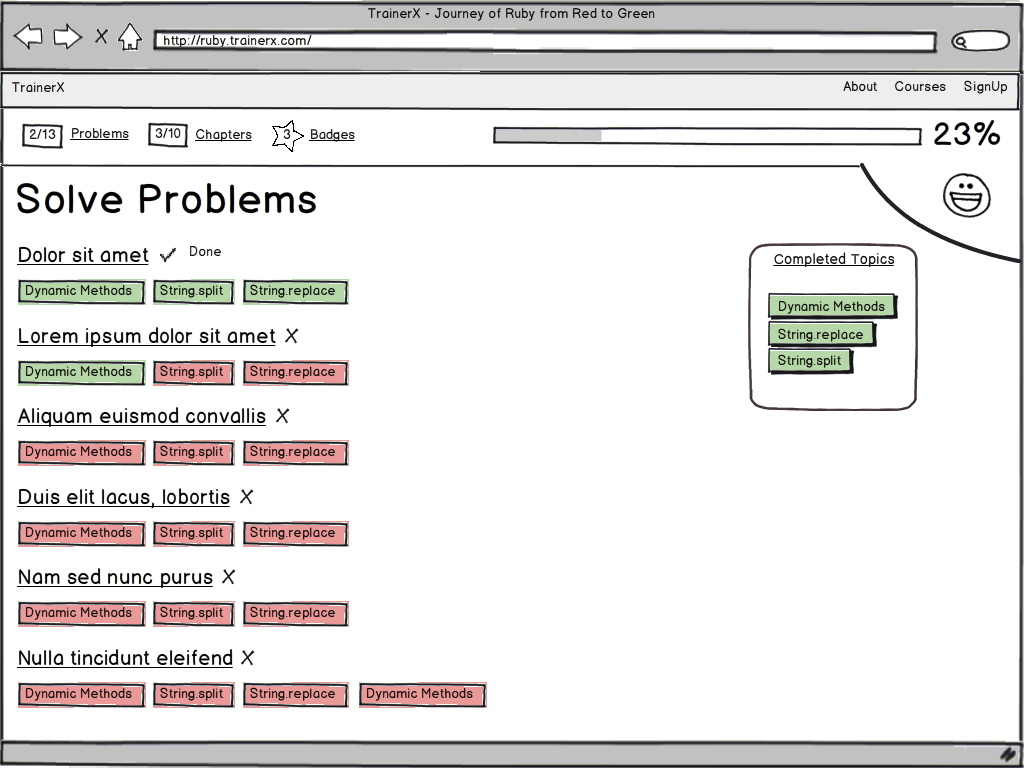 TrainerX - Journey of Ruby from Red to Green
http://ruby.trainerx.com/
TrainerX About Courses SignUp
2/13 Problems 3/10 Chapters 3 Badges 23%
Solve Problems
Dolor sit amet Done
Dynamic Methods String.split String.replace
Lorem ipsum dolor sit amet
Dynamic Methods String.split String.replace
Aliquam euismod convallis
Dynamic Methods String.split String.replace
Duis elit lacus, lobortis
Dynamic Methods String.split String.replace
Nam sed nunc purus
Dynamic Methods String.split String.replace
Nulla tincidunt eleifend
Dynamic Methods String.split String.replace Dynamic Methods
Completed Topics
Dynamic Methods
String.replace
String.split